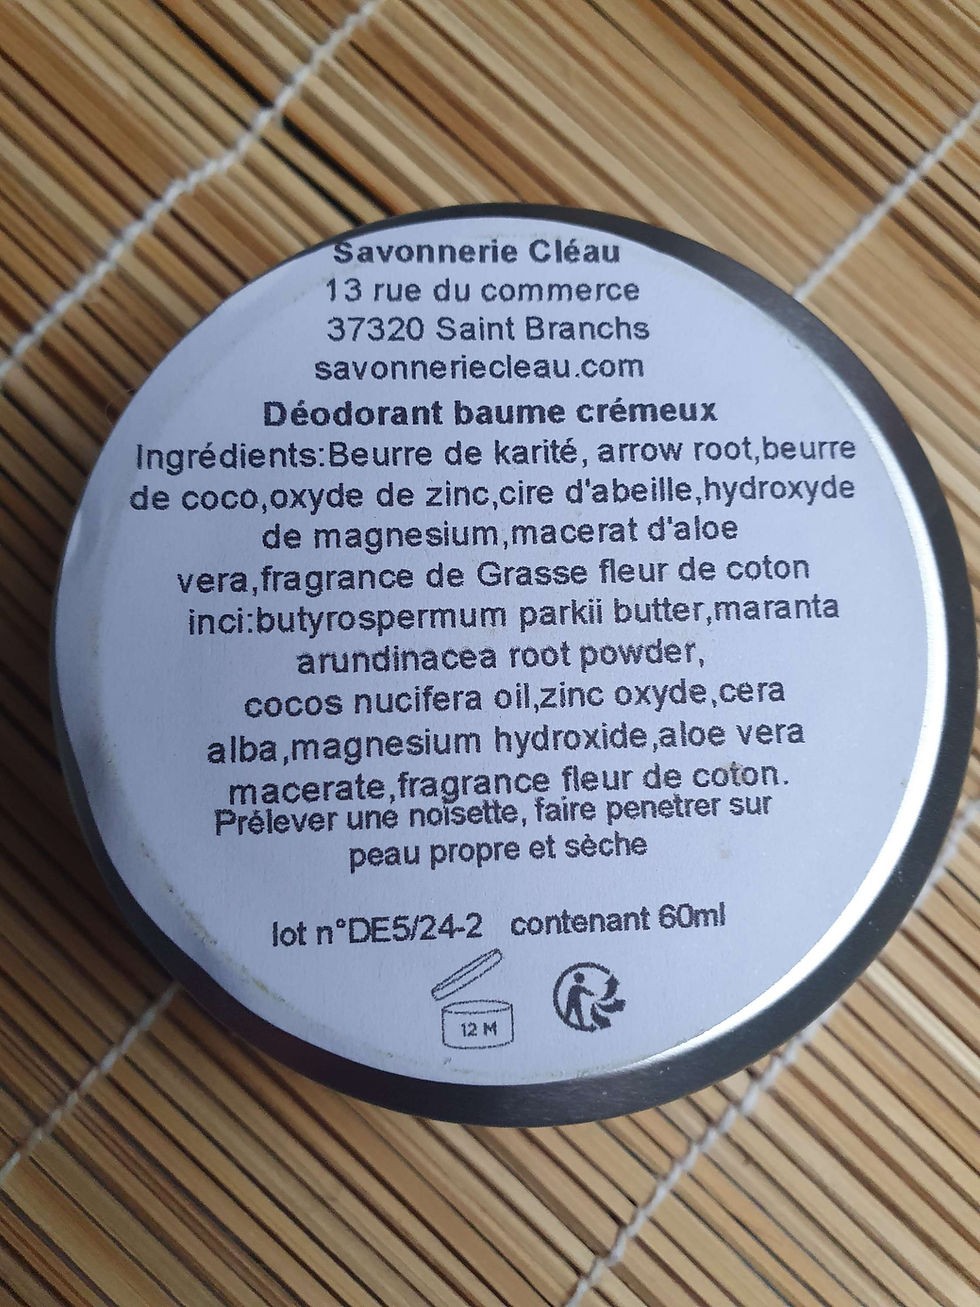 Savonnerie Cléau
13 rue du commerce
37320 Saint Branchs
savonneriecleau.com
Déodorant baume crémeux
Ingrédients:Beurre de karité, arrow root,beurre
de coco,oxyde de zinc,cire d'abeille,hydroxyde
de magnesium,macerat d'aloe
vera,fragrance de Grasse fleur de coton
inci:butyrospermum parkii butter,maranta
arundinacea root powder,
cocos nucifera oil,zinc oxyde,cera
alba,magnesium hydroxide,aloe vera
macerate,fragrance fleur de coton.
Prélever une noisette, faire penetrer sur
peau propre et sèche
lot n°DE5/24-2 contenant 60ml
12 M